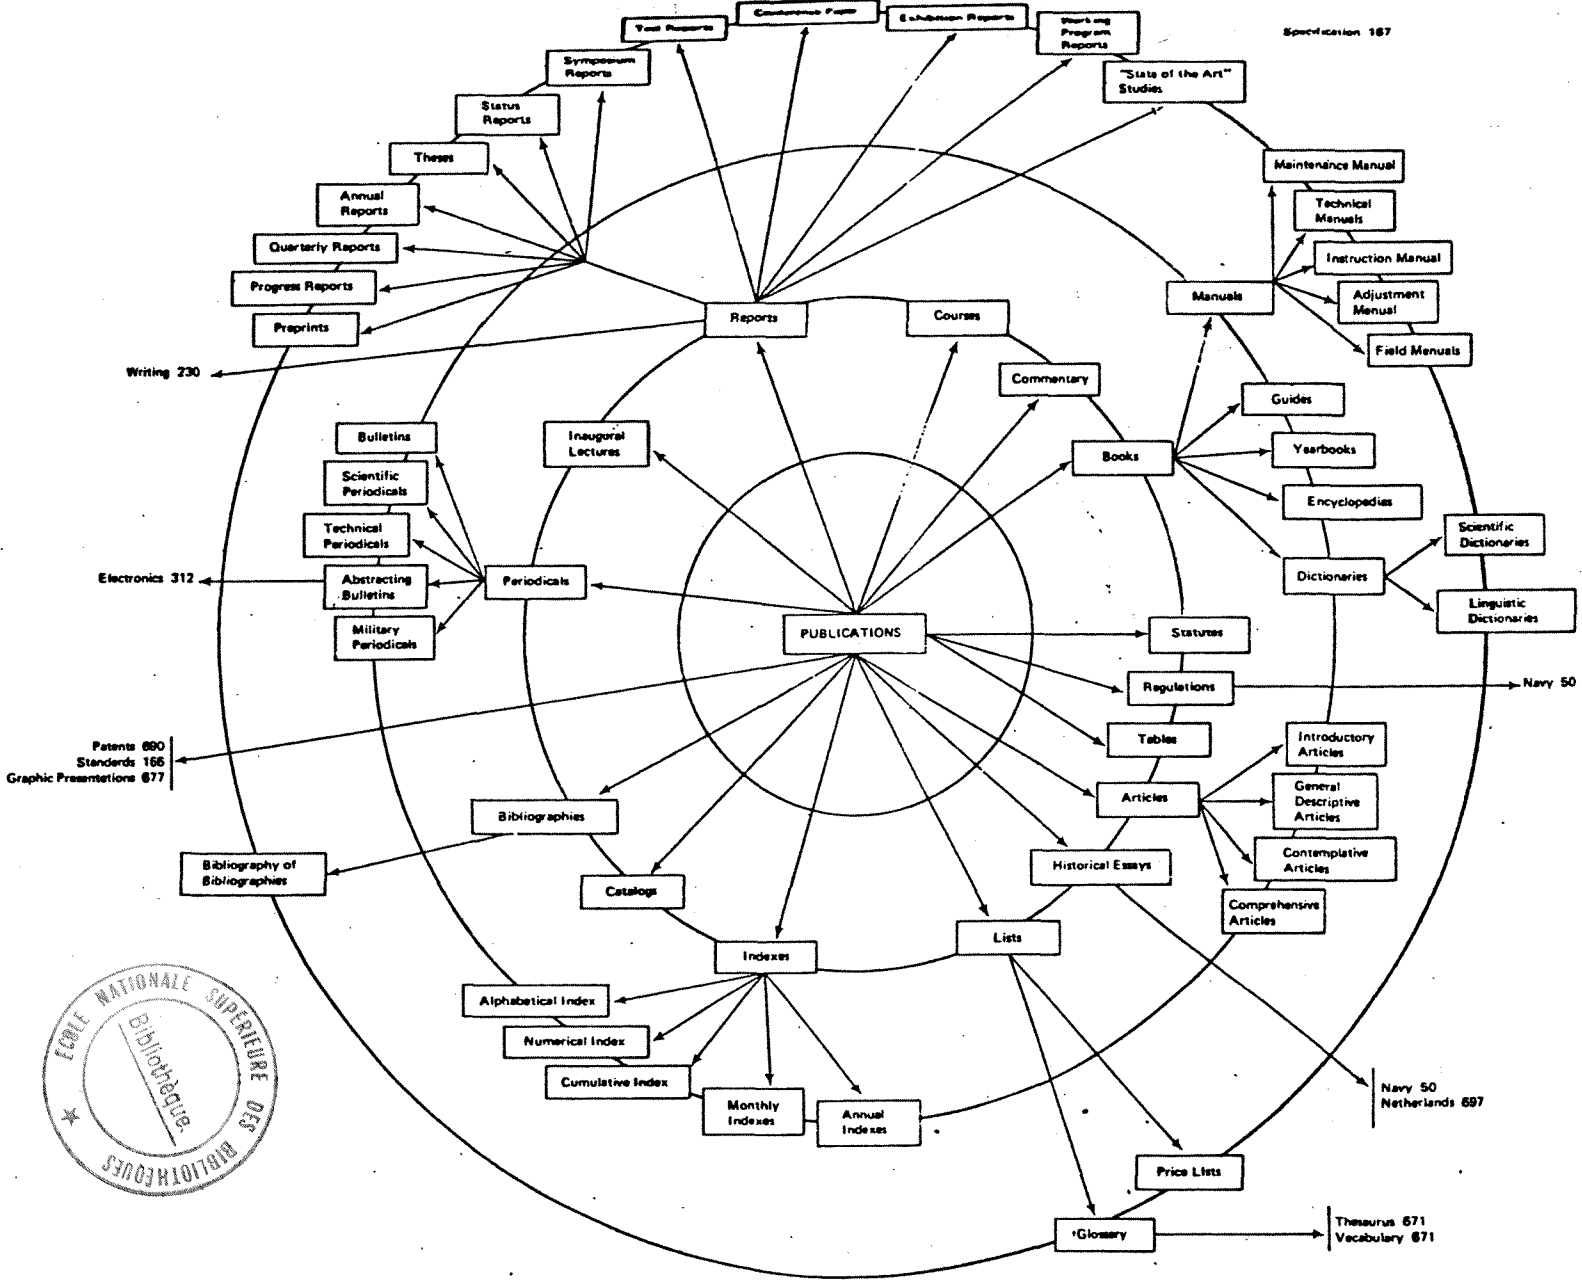 Test Reports
Conference Paper
Exhibition Reports
Working
Program
Reports
Specification 167
Symposium
Reports
"State of the Art"
Studies
Status
Reports
Theses
Maintenance Manual
Annual
Reports
Technical
Manuals
Quarterly Reports
Instruction Manual
Progress Reports
Manuals
Adjustment
Manual
Preprints
Reports
Courses
Field Manuals
Writing 230
Commentary
Guides
Bulletins
Inaugural
Lectures
Books
Yearbooks
Scientific
Periodicals
Encyclopedias
Technical
Periodicals
Scientific
Dictionaries
Electronics 312
Abstracting
Bulletins
Periodicals
Dictionaries
Linguistic
Dictionaries
Military
Periodicals
PUBLICATIONS
Statutes
Regulations
Navy 50
Tables
Introductory
Articles
Patents 690
Standards 166
Graphic Presentations 677
Articles
General
Descriptive
Articles
Bibliographies
Contemplative
Articles
Bibliography of
Bibliographies
Historical Essays
Catalogs
Comprehensive
Articles
Lists
Indexes
Alphabetical Index
Numerical Index
Cumulative Index
Monthly
Indexes
Annual
Indexes
Navy 50
Netherlands 697
Price Lists
Glossary
Thesaurus 671
Vocabulary 671
ECOLE NATIONALE SUPERIEURE DES BIBLIOTHEQUES
Bibliothèque